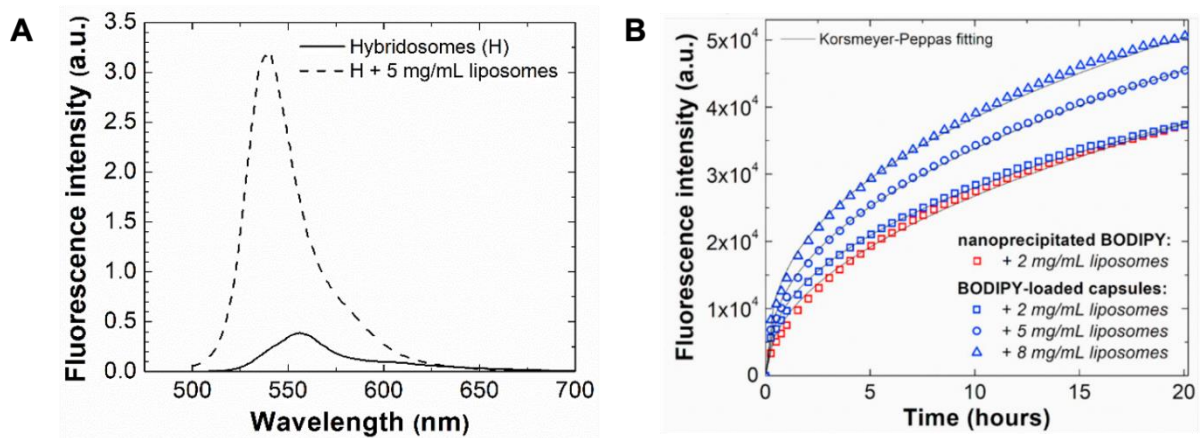 A
Fluorescence intensity (a.u.)
3.5
3.0
2.5
2.0
1.5
1.0
0.5
0.0
Hybridosomes (H)
H + 5 mg/mL liposomes
500
550
600
650
700
Wavelength (nm)
B
Fluorescence intensity (a.u.)
5x10⁴
4x10⁴
3x10⁴
2x10⁴
1x10⁴
0
Korsmeyer-Peppas fitting
nanoprecipitated BODIPY:
+ 2 mg/mL liposomes
BODIPY-loaded capsules:
+ 2 mg/mL liposomes
+ 5 mg/mL liposomes
+ 8 mg/mL liposomes
0
5
10
15
20
Time (hours)